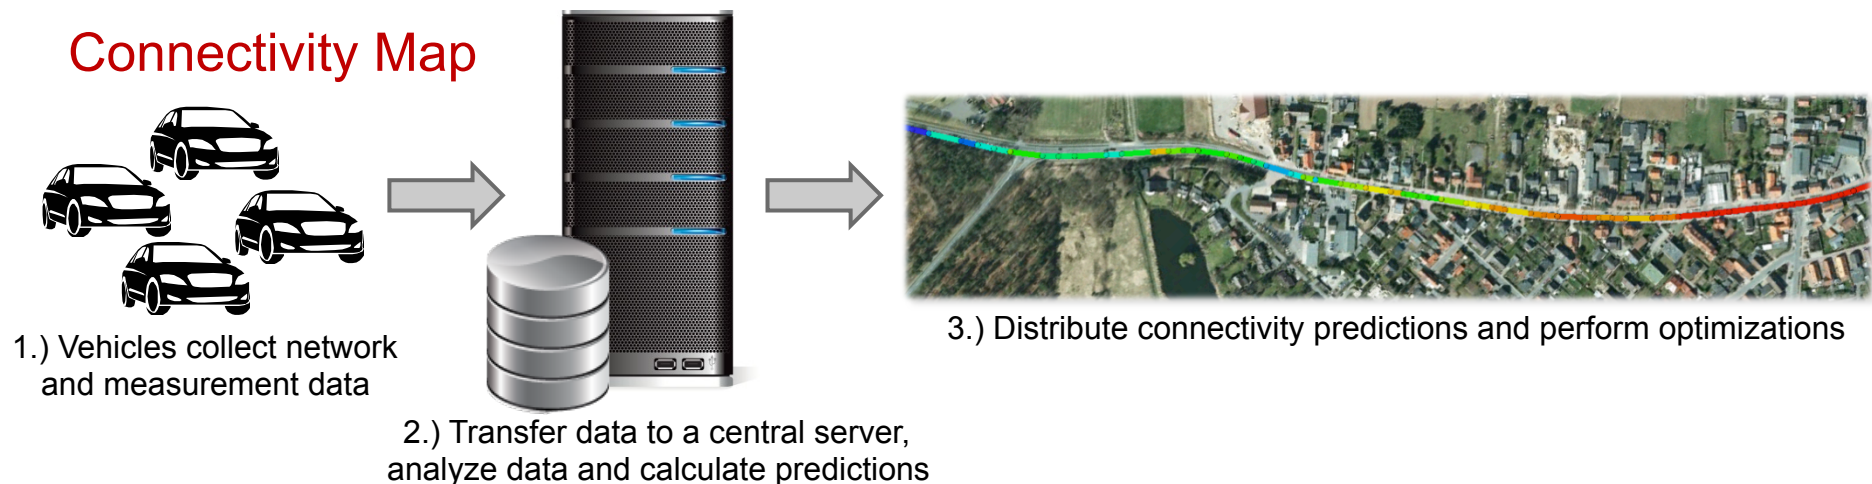 Connectivity Map
1.) Vehicles collect network
and measurement data
2.) Transfer data to a central server,
analyze data and calculate predictions
3.) Distribute connectivity predictions and perform optimizations